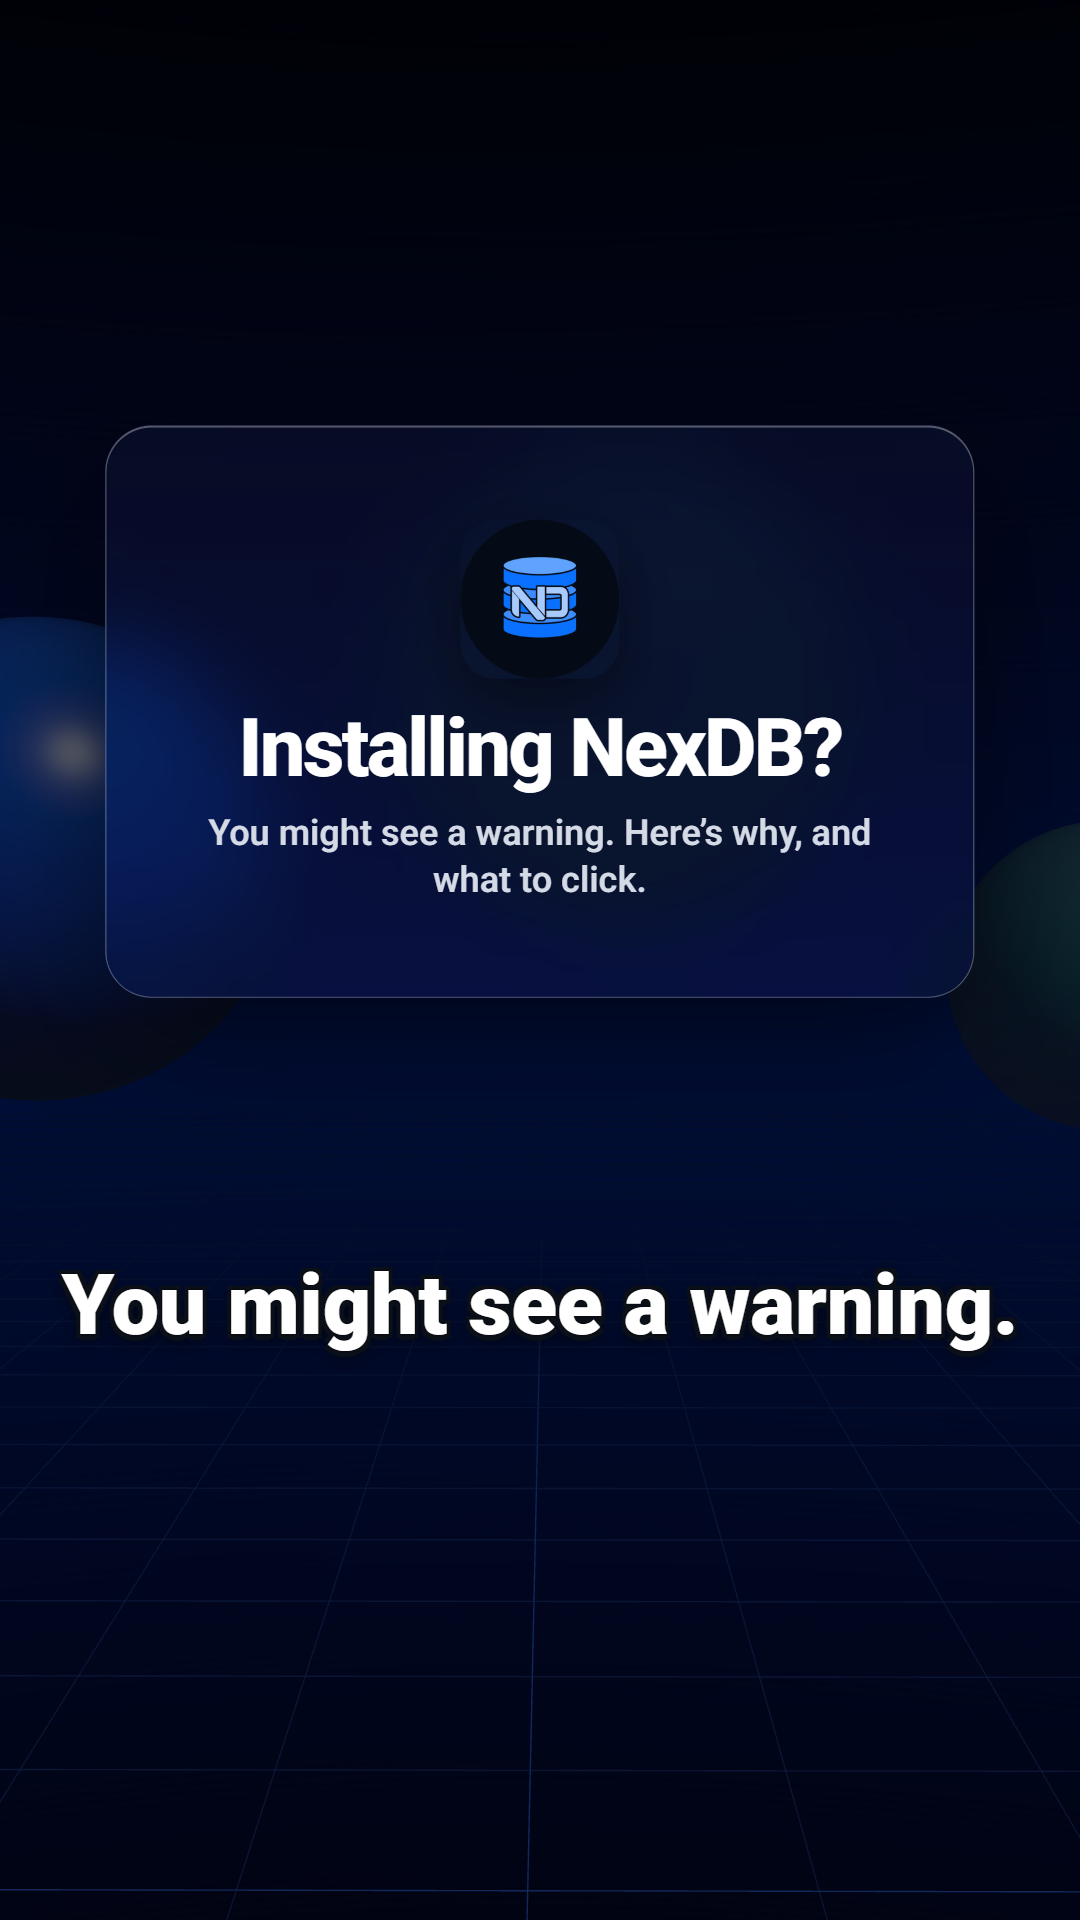 ND
Installing NexDB?
You might see a warning. Here’s why, and
what to click.
You might see a warning.